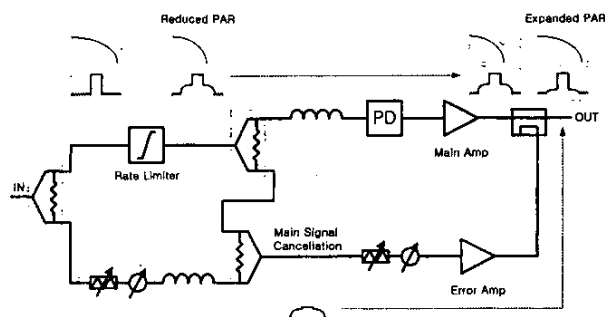 Reduced PAR
Expanded PAR
PD
OUT
Main Amp
Rate Limiter
IN
Main Signal
Cancellation
Error Amp